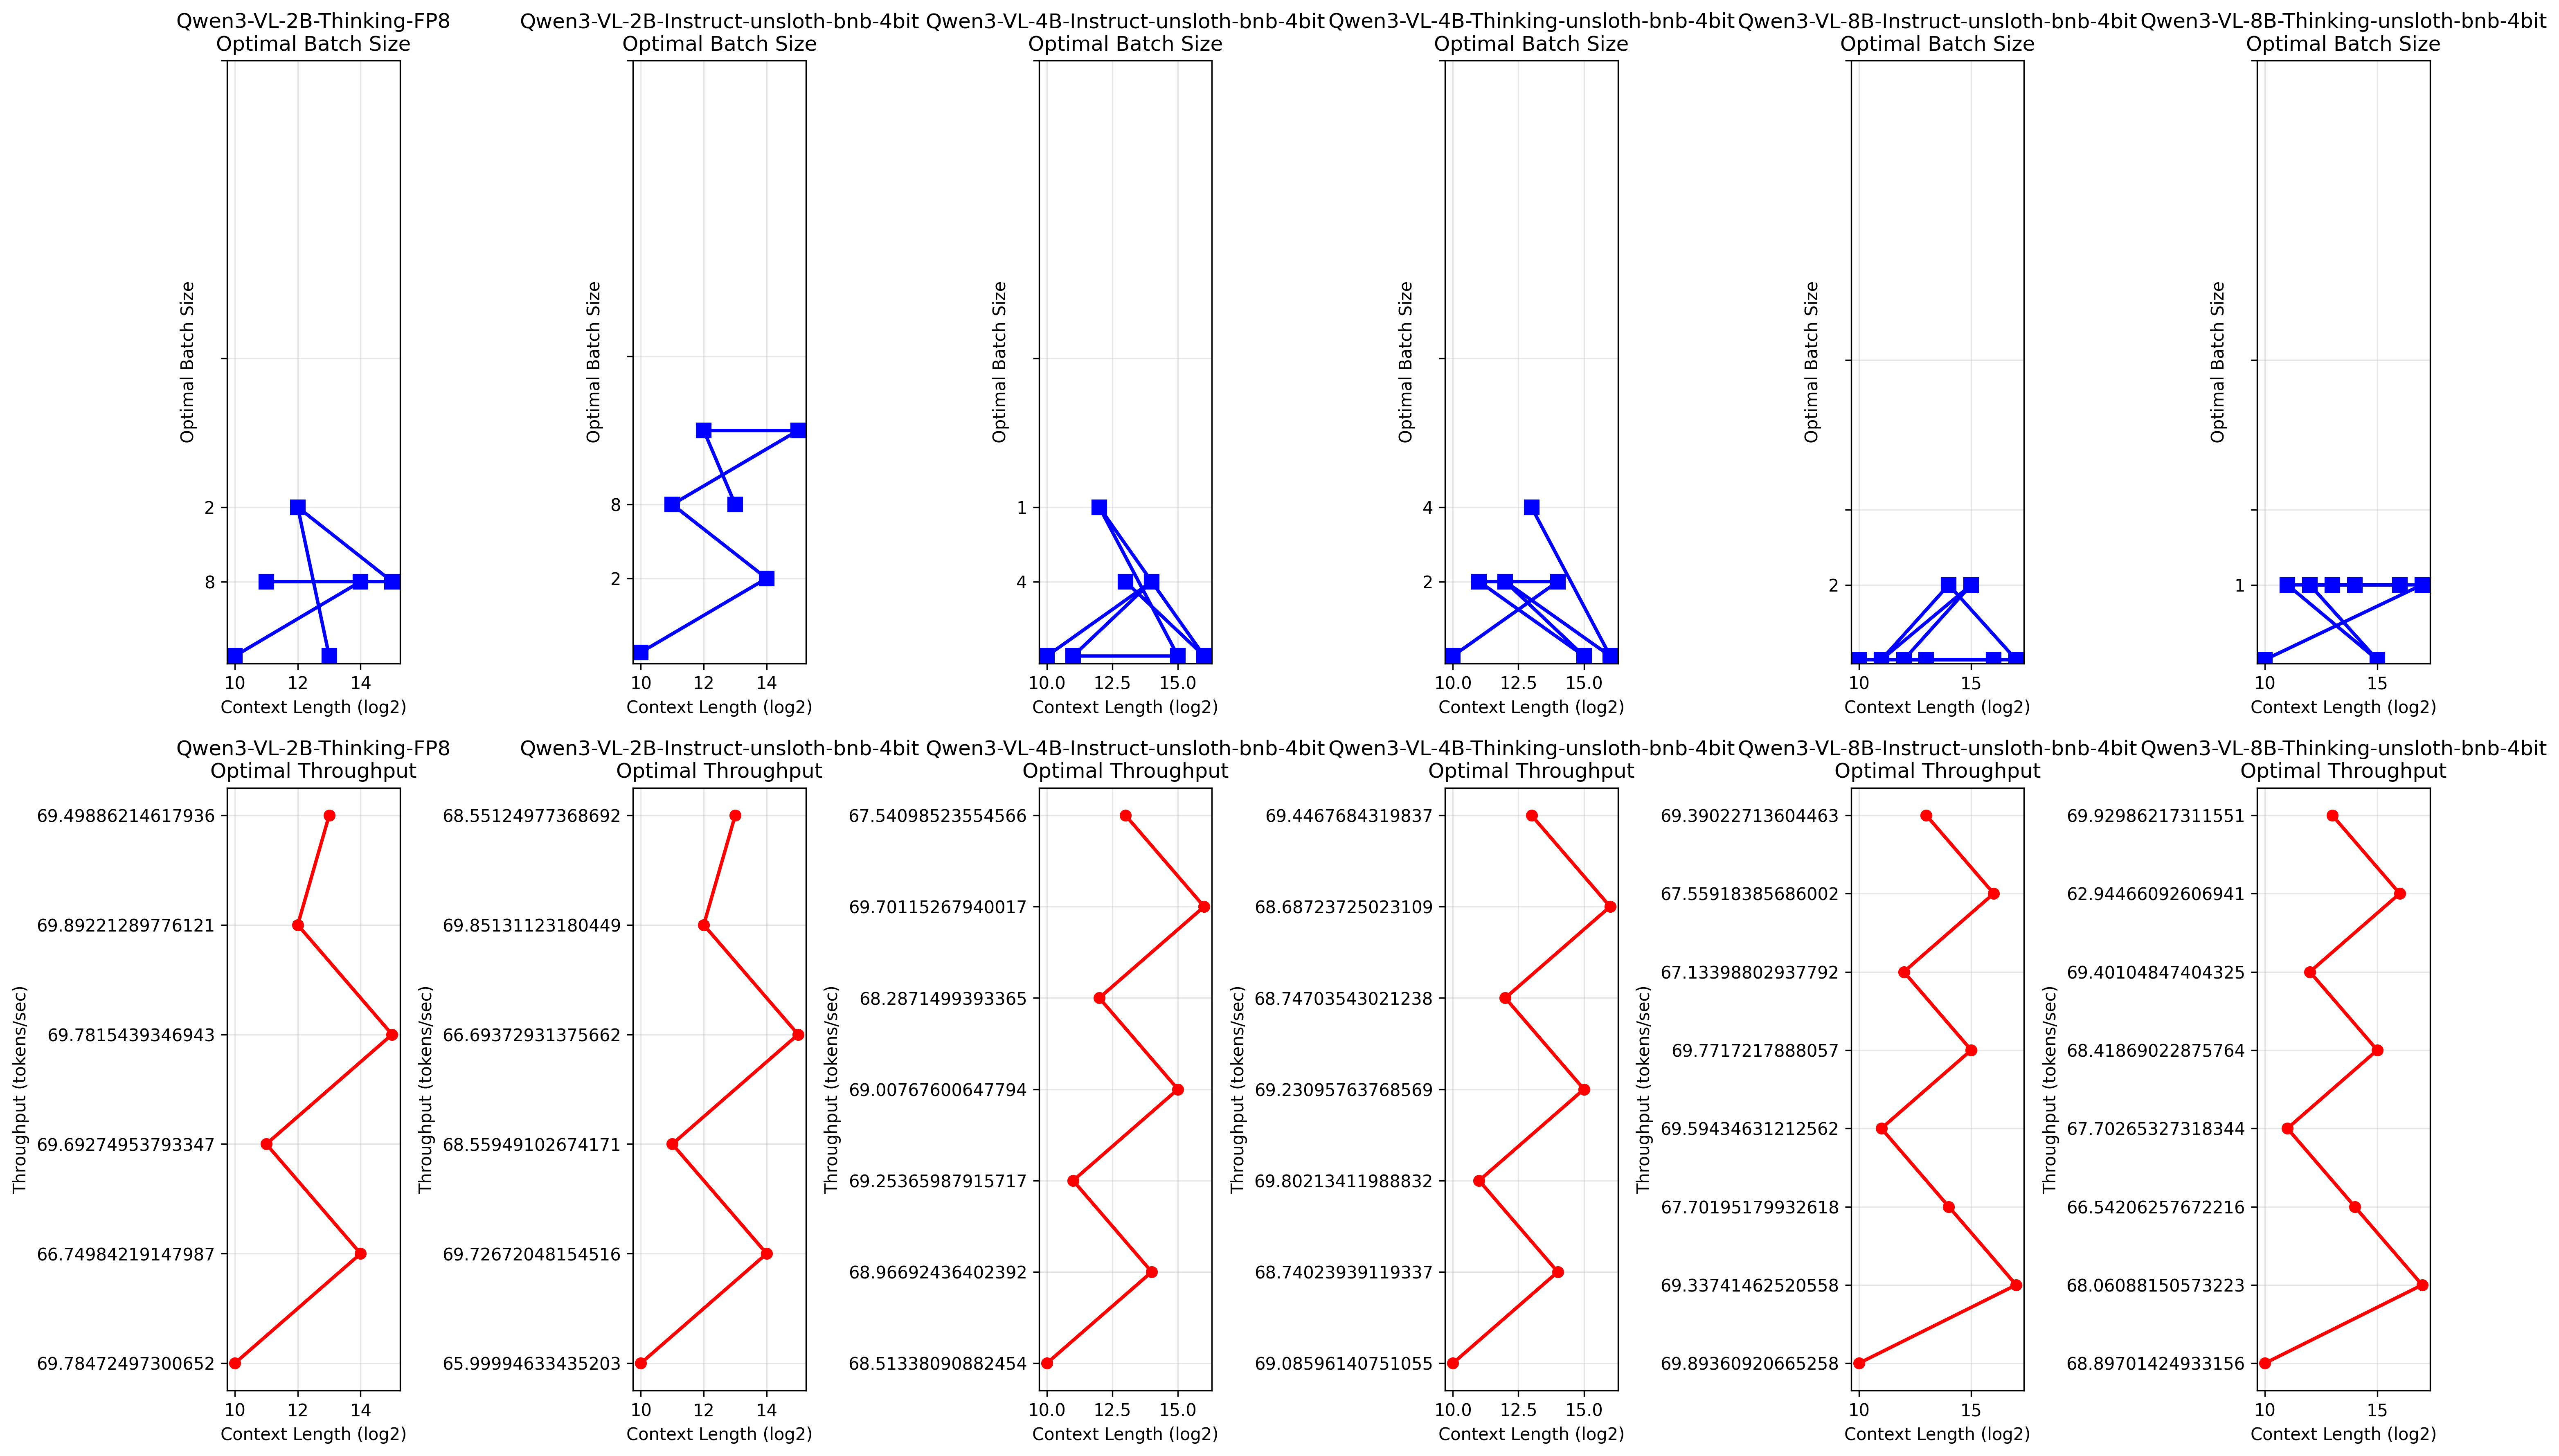 Qwen3-VL-2B-Thinking-FP8
Optimal Batch Size
Optimal Batch Size
2
8
10 12 14
Context Length (log2)
Qwen3-VL-2B-Instruct-unsloth-bnb-4bit
Optimal Batch Size
Optimal Batch Size
8
2
10 12 14
Context Length (log2)
Qwen3-VL-4B-Instruct-unsloth-bnb-4bit
Optimal Batch Size
Optimal Batch Size
1
4
10.0 12.5 15.0
Context Length (log2)
Qwen3-VL-4B-Thinking-unsloth-bnb-4bit
Optimal Batch Size
Optimal Batch Size
4
2
10.0 12.5 15.0
Context Length (log2)
Qwen3-VL-8B-Instruct-unsloth-bnb-4bit
Optimal Batch Size
Optimal Batch Size
2
10 15
Context Length (log2)
Qwen3-VL-8B-Thinking-unsloth-bnb-4bit
Optimal Batch Size
Optimal Batch Size
1
10 15
Context Length (log2)
Qwen3-VL-2B-Thinking-FP8
Optimal Throughput
Throughput (tokens/sec)
69.49886214617936
69.89221289776121
69.7815439346943
69.69274953793347
66.74984219147987
69.78472497300652
10 12 14
Context Length (log2)
Qwen3-VL-2B-Instruct-unsloth-bnb-4bit
Optimal Throughput
Throughput (tokens/sec)
68.55124977368692
69.85131123180449
66.69372931375662
68.55949102674171
69.72672048154516
65.99994633435203
10 12 14
Context Length (log2)
Qwen3-VL-4B-Instruct-unsloth-bnb-4bit
Optimal Throughput
Throughput (tokens/sec)
67.54098523554566
69.70115267940017
68.2871499393365
69.00767600647794
69.25365987915717
68.96692436402392
68.51338090882454
10.0 12.5 15.0
Context Length (log2)
Qwen3-VL-4B-Thinking-unsloth-bnb-4bit
Optimal Throughput
Throughput (tokens/sec)
69.4467684319837
68.68723725023109
68.74703543021238
69.23095763768569
69.80213411988832
68.74023939119337
69.08596140751055
10.0 12.5 15.0
Context Length (log2)
Qwen3-VL-8B-Instruct-unsloth-bnb-4bit
Optimal Throughput
Throughput (tokens/sec)
69.39022713604463
67.55918385686002
67.13398802937792
69.7717217888057
69.59434631212562
67.70195179932618
69.33741462520558
69.89360920665258
10 15
Context Length (log2)
Qwen3-VL-8B-Thinking-unsloth-bnb-4bit
Optimal Throughput
Throughput (tokens/sec)
69.92986217311551
62.94466092606941
69.40104847404325
68.41869022875764
67.70265327318344
66.54206257672216
68.06088150573223
68.89701424933156
10 15
Context Length (log2)